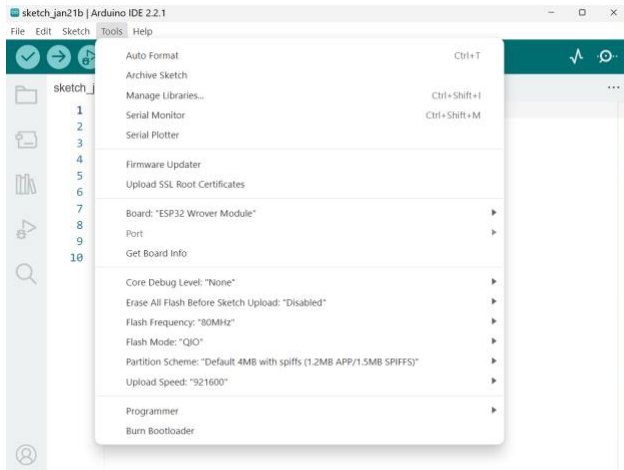 sketch_jan21b | Arduino IDE 2.2.1
File Edit Sketch Tools Help
sketch_j
1
2
3
4
5
6
7
8
9
10
Auto Format Ctrl+T
Archive Sketch
Manage Libraries... Ctrl+Shift+I
Serial Monitor Ctrl+Shift+M
Serial Plotter
Firmware Updater
Upload SSL Root Certificates
Board: "ESP32 Wrover Module"
Port
Get Board Info
Core Debug Level: "None"
Erase All Flash Before Sketch Upload: "Disabled"
Flash Frequency: "80MHz"
Flash Mode: "QIO"
Partition Scheme: "Default 4MB with spiffs (1.2MB APP/1.5MB SPIFFS)"
Upload Speed: "921600"
Programmer
Burn Bootloader